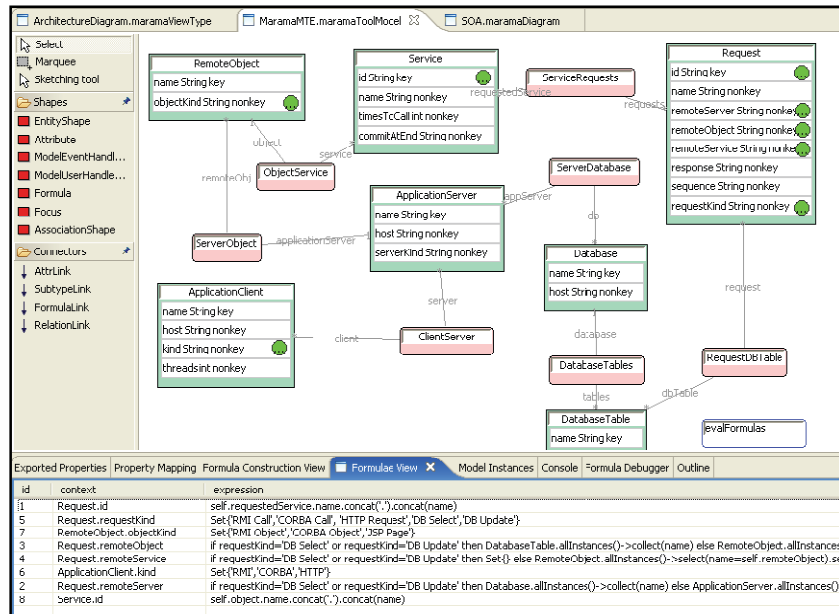 ArchitectureDiagram.maramaViewType
MaramaMTE.maramaToolMocel
SOA.maramaDiagram
Select
Marquee
Sketching tool
Shapes
EntityShape
Attribute
ModelEventHandl...
ModelUserHandle...
Formula
Focus
AssociationShape
Connectors
AttrLink
SubtypeLink
FormulaLink
RelationLink
RemoteObject
name String key
objectKind String nonkey
Service
id String key
name String nonkey
timesTcCall int nonkey
commitAtEnd String nonkey
ServiceRequests
requestedService
requests
Request
id String key
name String nonkey
remoteServer String nonkey
remoteObject String nonkey
remoteService String nonkey
response String nonkey
sequence String nonkey
requestKind String nonkey
object
service
remoteObj
ObjectService
ApplicationServer
name String key
host String nonkey
serverKind String nonkey
appServer
ServerDatabase
db
ServerObject
applicationServer
Database
name String key
host String nonkey
ApplicationClient
name String key
host String nonkey
kind String nonkey
threadsint nonkey
server
client
ClientServer
request
database
DatabaseTables
RequestDBTable
tables
dbTable
DatabaseTable
name String key
evalFormulas
Exported Properties Property Mapping Formula Construction View Formulae View Model Instances Console Formula Debugger Outline
id context expression
1 Request.id self.requestedService.name.concat('.').concat(name)
5 Request.requestKind Set{'RMI Call','CORBA Call', 'HTTP Request','DB Select','DB Update'}
7 RemoteObject.objectKind Set{'RMI Object','CORBA Object','JSP Page'}
3 Request.remoteObject if requestKind='DB Select' or requestKind='DB Update' then DatabaseTable.allInstances()->collect(name) else RemoteObject.allInstances
4 Request.remoteService if requestKind='DB Select' or requestKind='DB Update' then Set{} else RemoteObject.allInstances()->select(name=self.remoteObject).se
6 ApplicationClient.kind Set{'RMI','CORBA','HTTP'}
2 Request.remoteServer if requestKind='DB Select' or requestKind='DB Update' then Database.allInstances()->collect(name) else ApplicationServer.allInstances()
8 Service.id self.object.name.concat('.').concat(name)